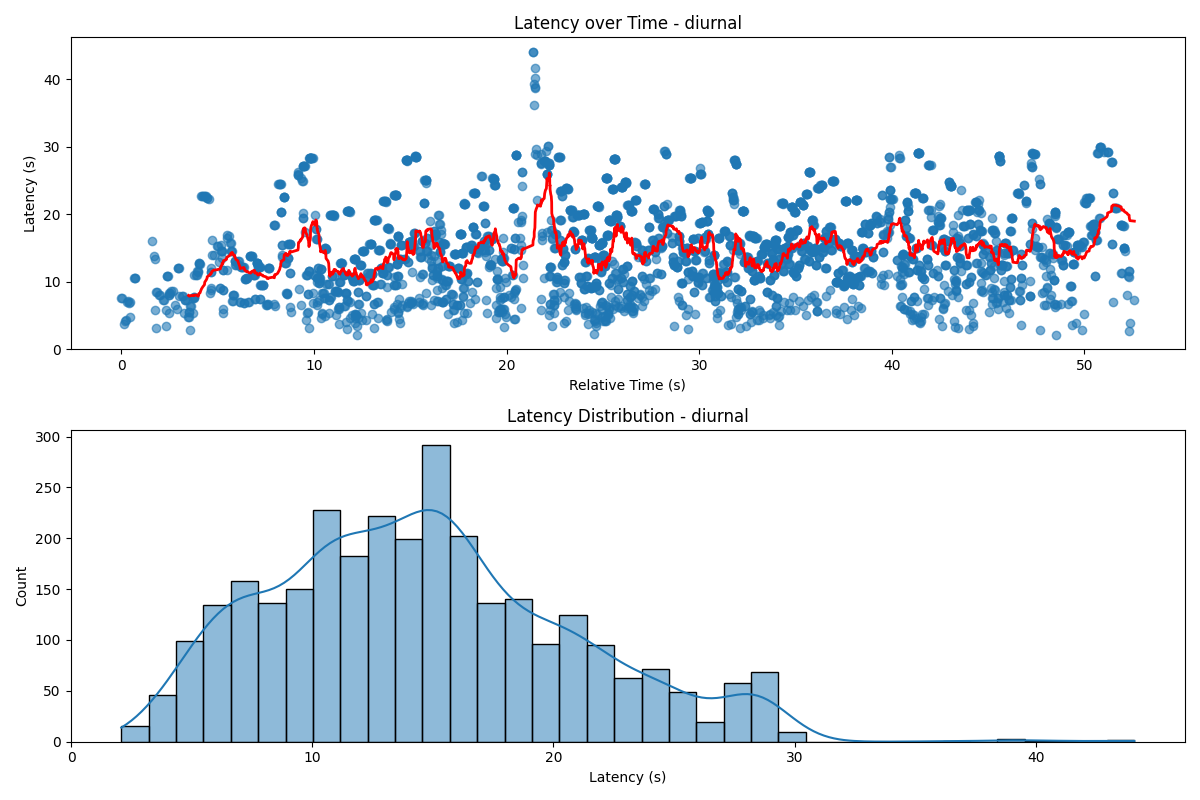 Latency over Time - diurnal
Latency (s)
40
30
20
10
0
0 10 20 30 40 50
Relative Time (s)
Latency Distribution - diurnal
Count
300
250
200
150
100
50
0
0 10 20 30 40
Latency (s)